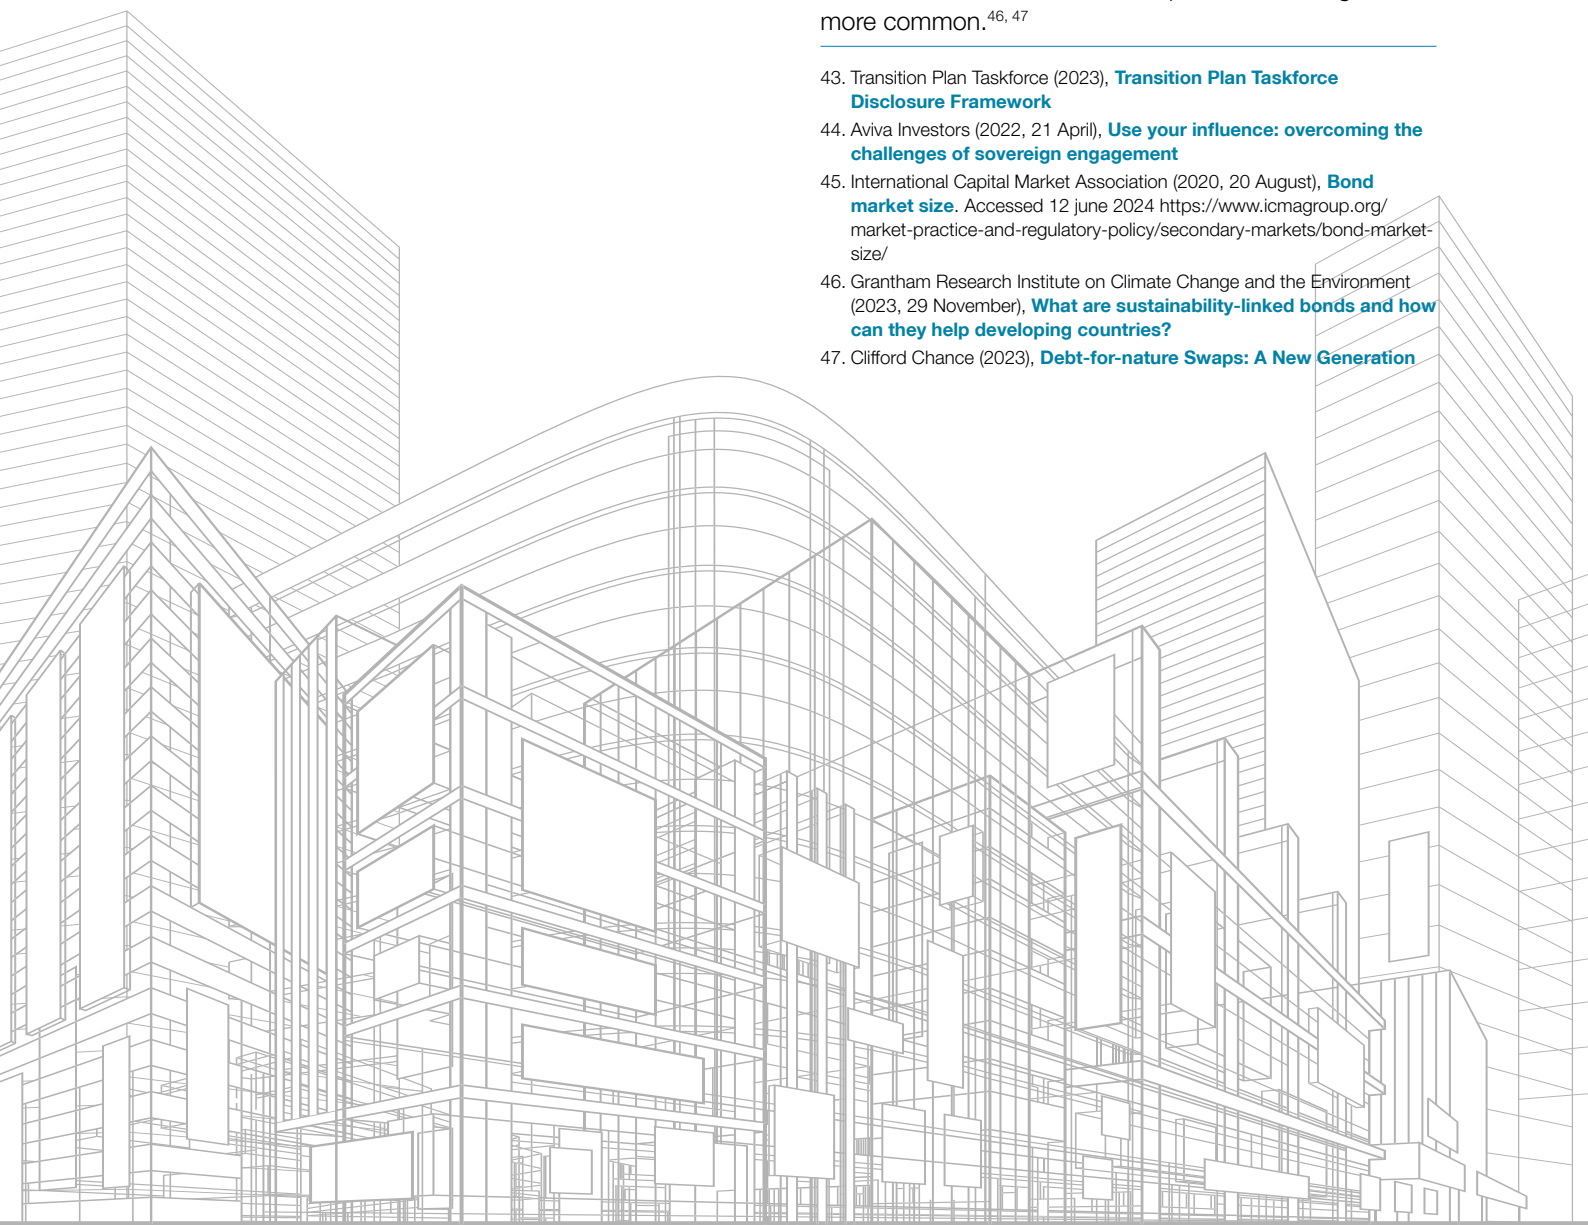 more common.46, 47
43. Transition Plan Taskforce (2023), Transition Plan Taskforce
Disclosure Framework
44. Aviva Investors (2022, 21 April), Use your influence: overcoming the
challenges of sovereign engagement
45. International Capital Market Association (2020, 20 August), Bond
market size. Accessed 12 june 2024 https://www.icmagroup.org/
market-practice-and-regulatory-policy/secondary-markets/bond-market-
size/
46. Grantham Research Institute on Climate Change and the Environment
(2023, 29 November), What are sustainability-linked bonds and how
can they help developing countries?
47. Clifford Chance (2023), Debt-for-nature Swaps: A New Generation